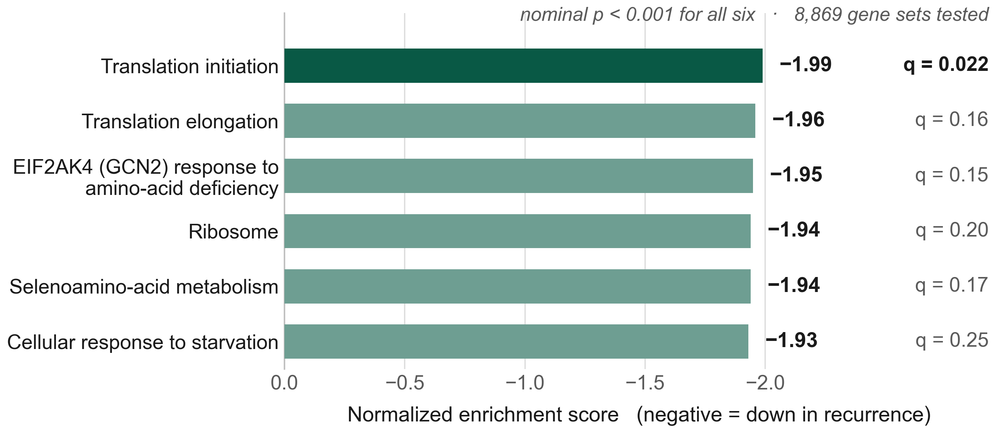 nominal p < 0.001 for all six · 8,869 gene sets tested
Translation initiation −1.99 q = 0.022
Translation elongation −1.96 q = 0.16
EIF2AK4 (GCN2) response to
amino-acid deficiency −1.95 q = 0.15
Ribosome −1.94 q = 0.20
Selenoamino-acid metabolism −1.94 q = 0.17
Cellular response to starvation −1.93 q = 0.25
0.0 −0.5 −1.0 −1.5 −2.0
Normalized enrichment score (negative = down in recurrence)